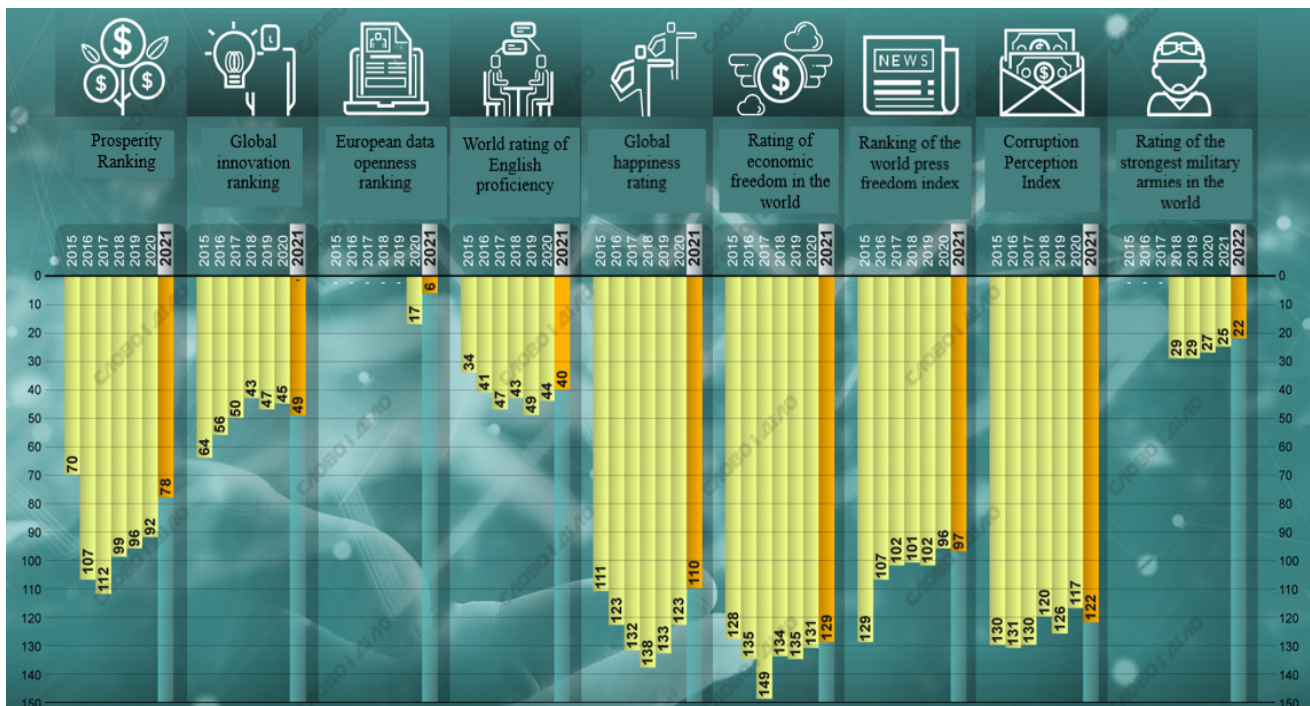 NEWS
Prosperity
Ranking
Global
innovation
ranking
European data
openness
ranking
World rating of
English
proficiency
Global
happiness
rating
Rating of
economic
freedom in the
world
Ranking of the
world press
freedom index
Corruption
Perception
Index
Rating of the
strongest military
armies in the
world
2015 2016 2017 2018 2019 2020 2021
2015 2016 2017 2018 2019 2020 2021
2015 2016 2017 2018 2019 2020 2021
2015 2016 2017 2018 2019 2020 2021
2015 2016 2017 2018 2019 2020 2021
2015 2016 2017 2018 2019 2020 2021
2015 2016 2017 2018 2019 2020 2021
2015 2016 2017 2018 2019 2020 2021
2015 2016 2017 2018 2019 2020 2021 2022
0
10
20
30
40
50
60
70
80
90
100
110
120
130
140
150
70 107 112 99 96 92 78
64 56 50 43 47 45 49
17 6
34 41 47 43 49 44 40
111 123 132 138 133 123 110
128 135 149 134 135 131 129
129 107 102 101 102 96 97
130 131 130 120 126 117 122
29 29 27 25 22
0
10
20
30
40
50
60
70
80
90
100
110
120
130
140
150
СЛОВО І ДІЛО